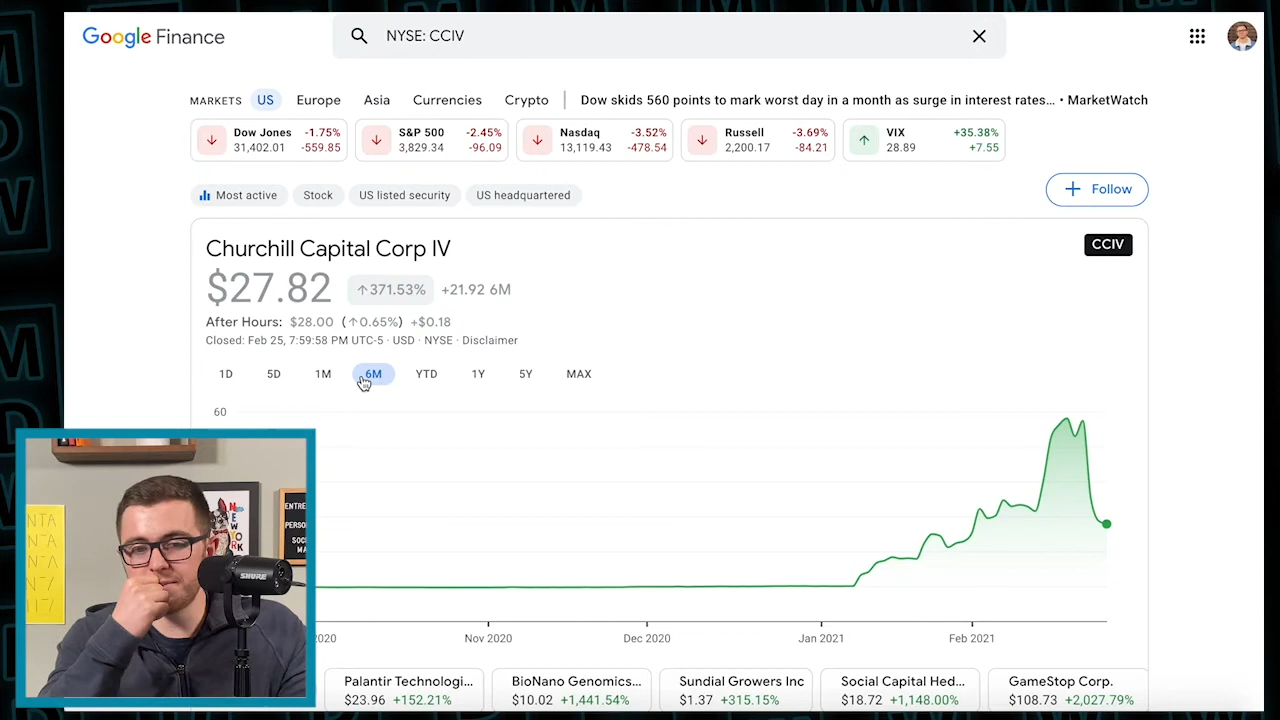 Google Finance
NYSE: CCIV
MARKETS US Europe Asia Currencies Crypto Dow skids 560 points to mark worst day in a month as surge in interest rates... • MarketWatch
Dow Jones -1.75% S&P 500 -2.45% Nasdaq -3.52% Russell -3.69% VIX +35.38%
31,402.01 -559.85 3,829.34 -96.09 13,119.43 -478.54 2,200.17 -84.21 28.89 +7.55
Most active Stock US listed security US headquartered + Follow
Churchill Capital Corp IV CCIV
$27.82 ↑371.53% +21.92 6M
After Hours: $28.00 (↑0.65%) +$0.18
Closed: Feb 25, 7:59:58 PM UTC-5 · USD · NYSE · Disclaimer
1D 5D 1M 6M YTD 1Y 5Y MAX
60
2020 Nov 2020 Dec 2020 Jan 2021 Feb 2021
NEW
YORK
ENTRE
PERSO
SOC
MA
SHURE
Palantir Technologi... BioNano Genomics... Sundial Growers Inc Social Capital Hed... GameStop Corp.
$23.96 +152.21% $10.02 +1,441.54% $1.37 +315.15% $18.72 +1,148.00% $108.73 +2,027.79%